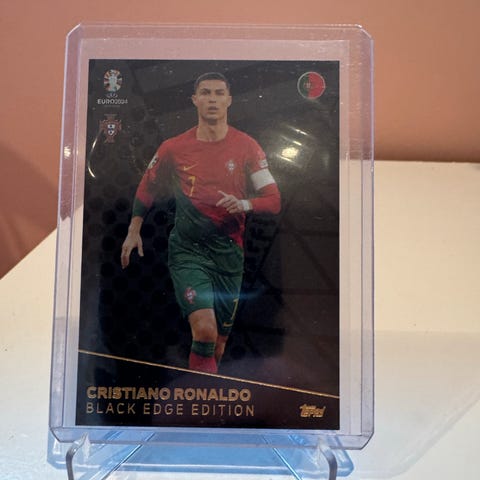 EURO2024
7
7
CRISTIANO RONALDO
BLACK EDGE EDITION
Topps